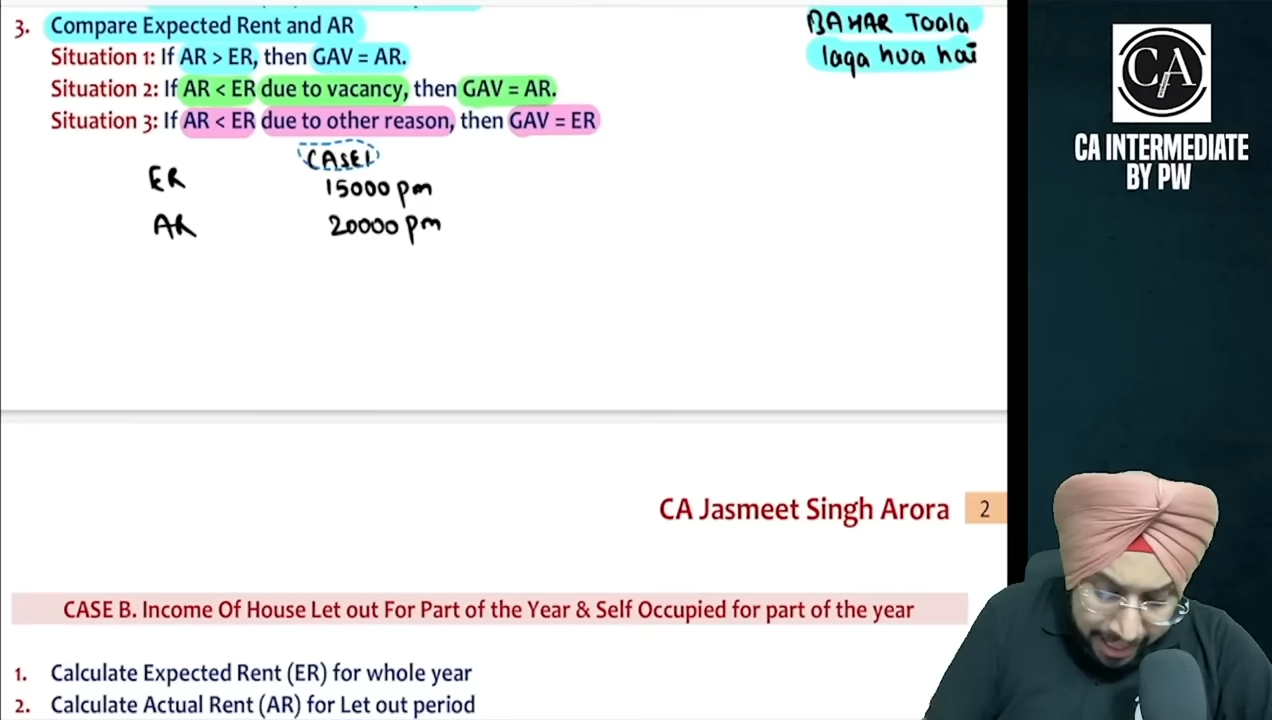 3. Compare Expected Rent and AR
Situation 1: If AR > ER, then GAV = AR.
Situation 2: If AR < ER due to vacancy, then GAV = AR.
Situation 3: If AR < ER due to other reason, then GAV = ER
BAHAR Taala
laga hua hai
CASE1
ER 15000 pm
AR 20000 pm
CA
CA INTERMEDIATE
BY PW
CA Jasmeet Singh Arora 2
CASE B. Income Of House Let out For Part of the Year & Self Occupied for part of the year
1. Calculate Expected Rent (ER) for whole year
2. Calculate Actual Rent (AR) for Let out period